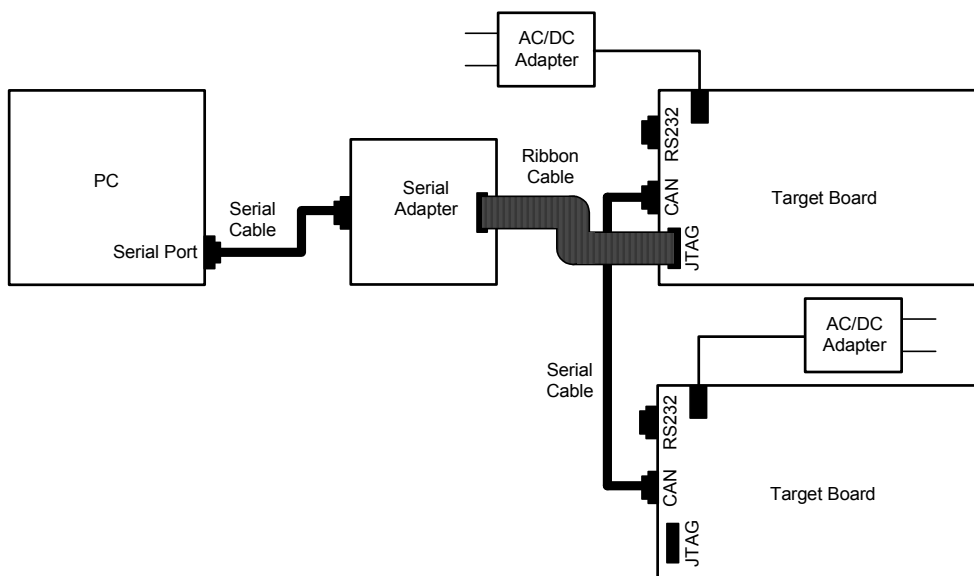 AC/DC
Adapter
PC
Serial Port
Serial
Cable
Serial
Adapter
Ribbon
Cable
RS232
CAN
JTAG
Target Board
AC/DC
Adapter
Serial
Cable
RS232
CAN
JTAG
Target Board